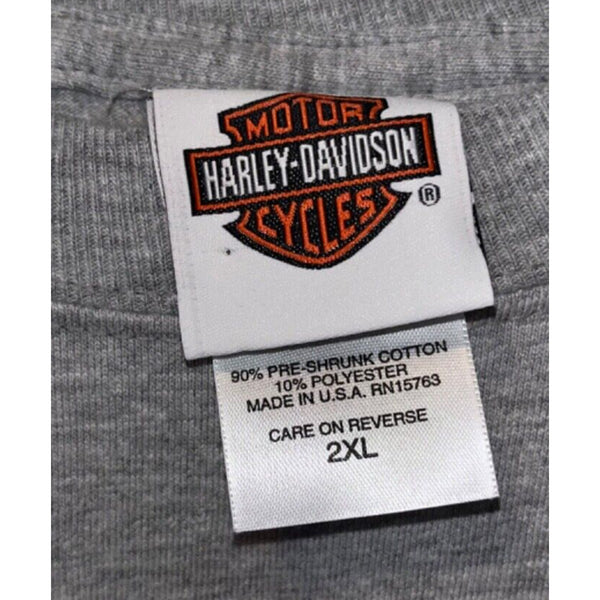 MOTOR
HARLEY-DAVIDSON
CYCLES
®
90% PRE-SHRUNK COTTON
10% POLYESTER
MADE IN U.S.A. RN15763
CARE ON REVERSE
2XL